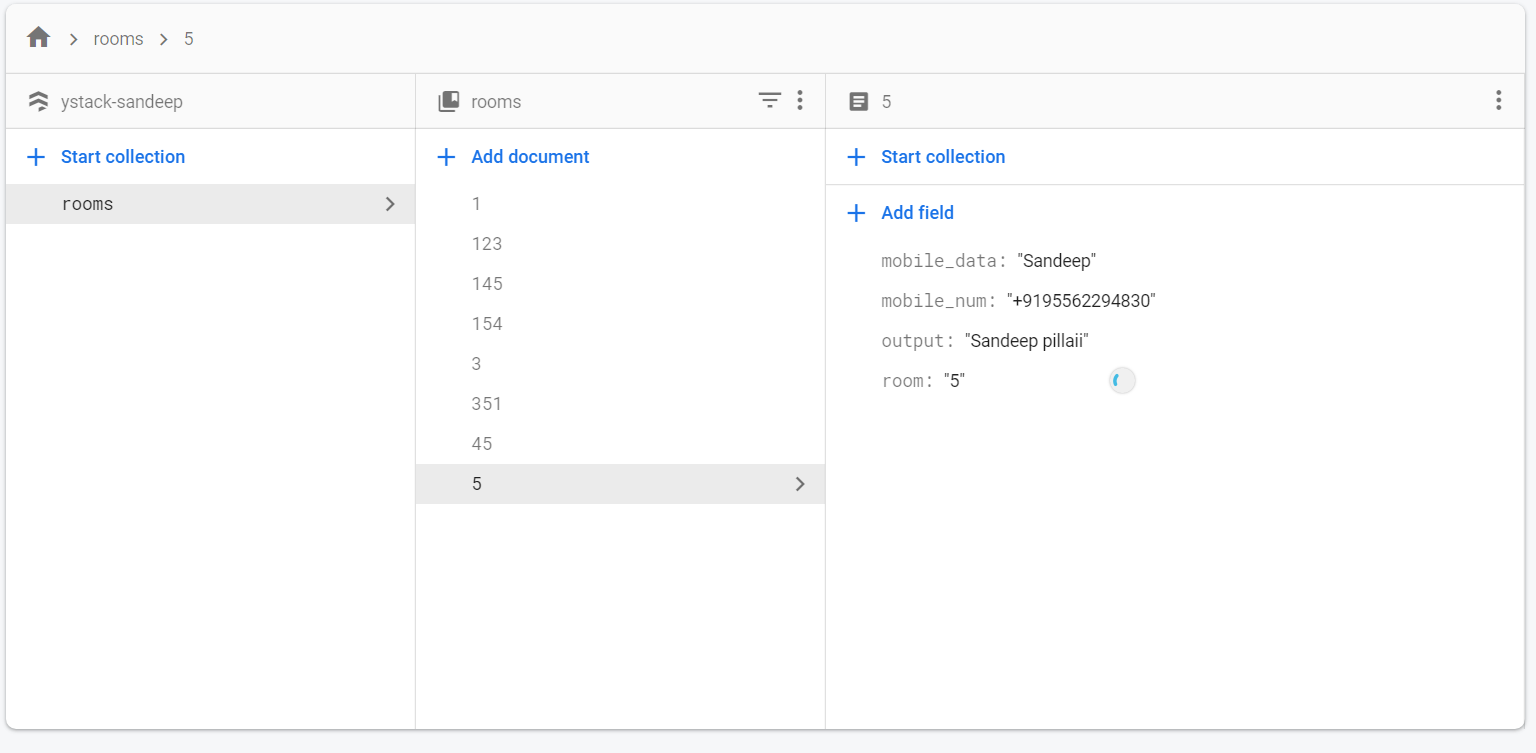 rooms > 5
ystack-sandeep
Start collection
rooms
rooms
Add document
1
123
145
154
3
351
45
5
5
Start collection
Add field
mobile_data: "Sandeep"
mobile_num: "+9195562294830"
output: "Sandeep pillaii"
room: "5"